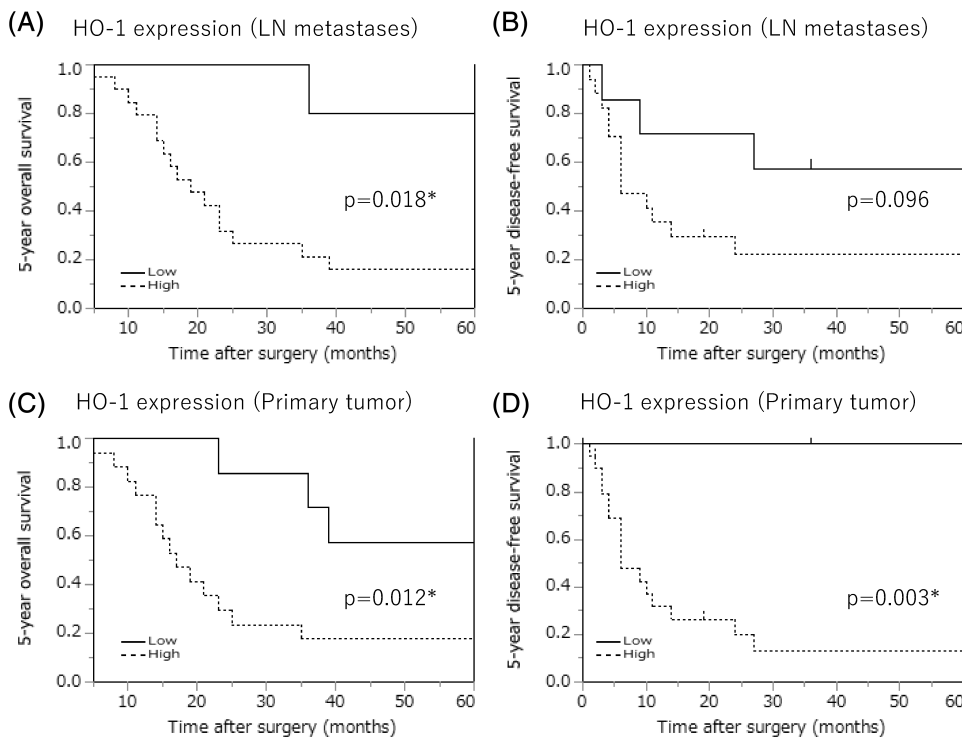 (A) HO-1 expression (LN metastases)
1.0
0.8
0.6
0.4
0.2
0.0
5-year overall survival
p=0.018*
Low
High
10 20 30 40 50 60
Time after surgery (months)
(B) HO-1 expression (LN metastases)
1.0
0.8
0.6
0.4
0.2
0.0
5-year disease-free survival
p=0.096
Low
High
0 10 20 30 40 50 60
Time after surgery (months)
(C) HO-1 expression (Primary tumor)
1.0
0.8
0.6
0.4
0.2
0.0
5-year overall survival
p=0.012*
Low
High
10 20 30 40 50 60
Time after surgery (months)
(D) HO-1 expression (Primary tumor)
1.0
0.8
0.6
0.4
0.2
0.0
5-year disease-free survival
p=0.003*
Low
High
0 10 20 30 40 50 60
Time after surgery (months)